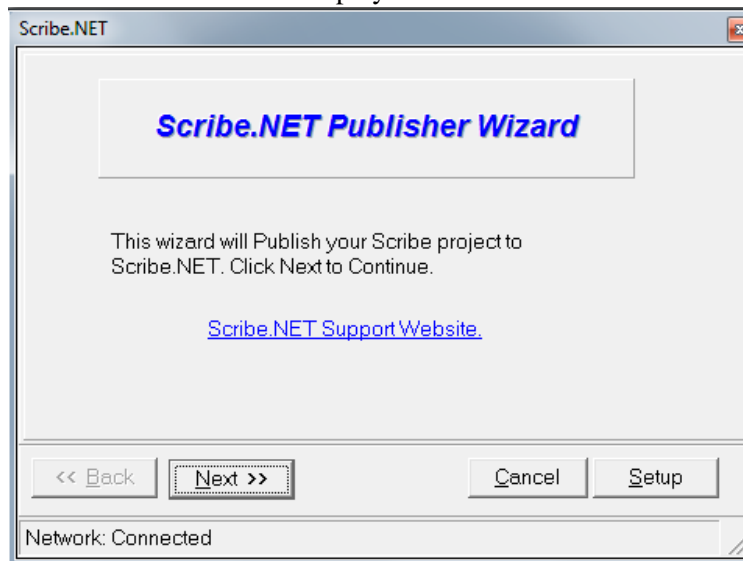 Scribe.NET
Scribe.NET Publisher Wizard
This wizard will Publish your Scribe project to
Scribe.NET. Click Next to Continue.
Scribe.NET Support Website.
<< Back Next >> Cancel Setup
Network: Connected